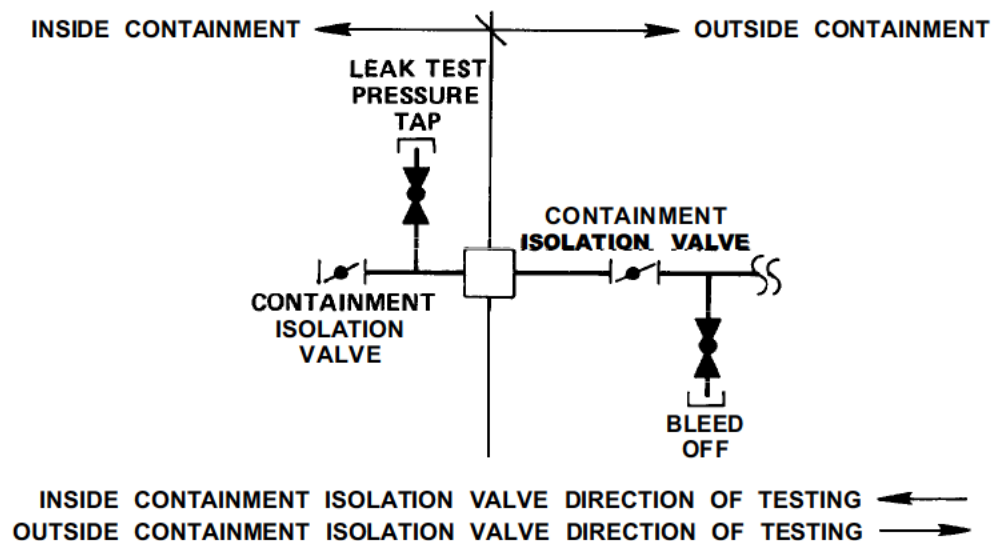 INSIDE CONTAINMENT
OUTSIDE CONTAINMENT
LEAK TEST
PRESSURE
TAP
CONTAINMENT
ISOLATION VALVE
CONTAINMENT
ISOLATION
VALVE
BLEED
OFF
INSIDE CONTAINMENT ISOLATION VALVE DIRECTION OF TESTING
OUTSIDE CONTAINMENT ISOLATION VALVE DIRECTION OF TESTING